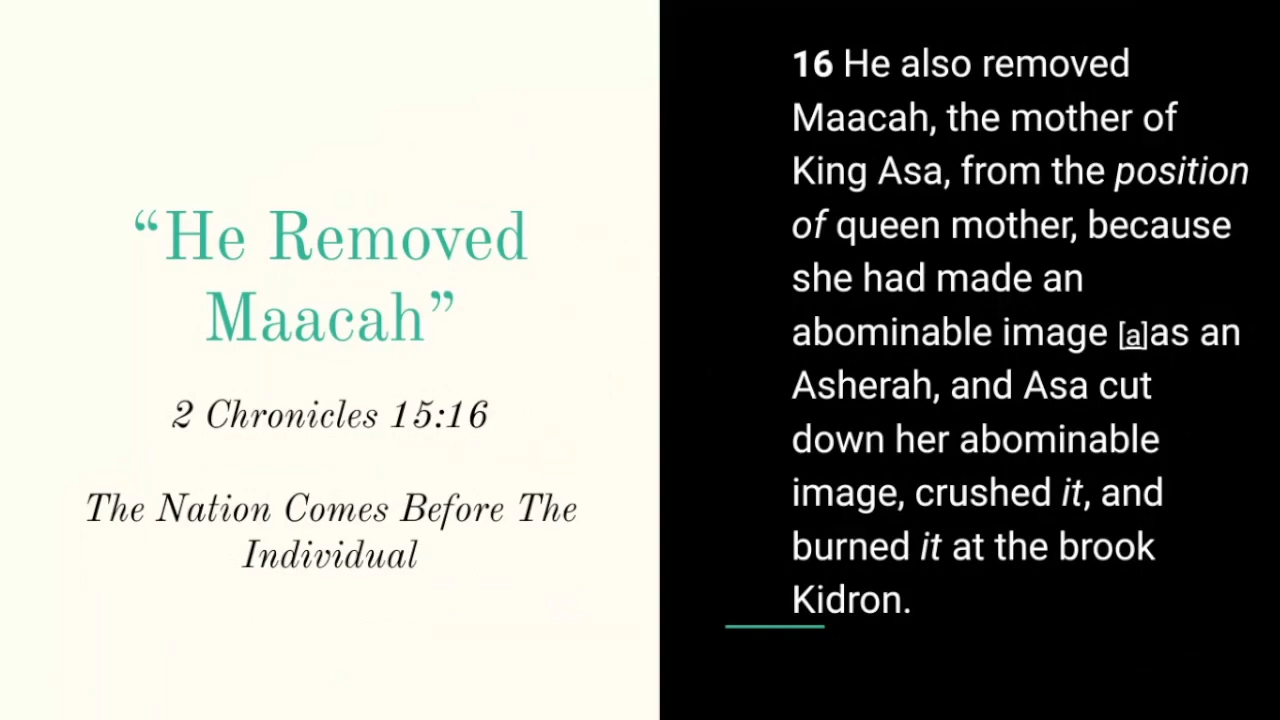 “He Removed
Maacah”
2 Chronicles 15:16
The Nation Comes Before The
Individual
16 He also removed
Maacah, the mother of
King Asa, from the position
of queen mother, because
she had made an
abominable image [a]as an
Asherah, and Asa cut
down her abominable
image, crushed it, and
burned it at the brook
Kidron.